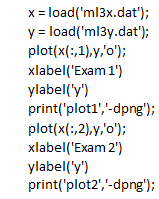 x = load('ml3x.dat');
y = load('ml3y.dat');
plot(x(:,1),y,'o');
xlabel('Exam 1')
ylabel('y')
print('plot1','-dpng');
plot(x(:,2),y,'o');
xlabel('Exam 2')
ylabel('y')
print('plot2','-dpng');